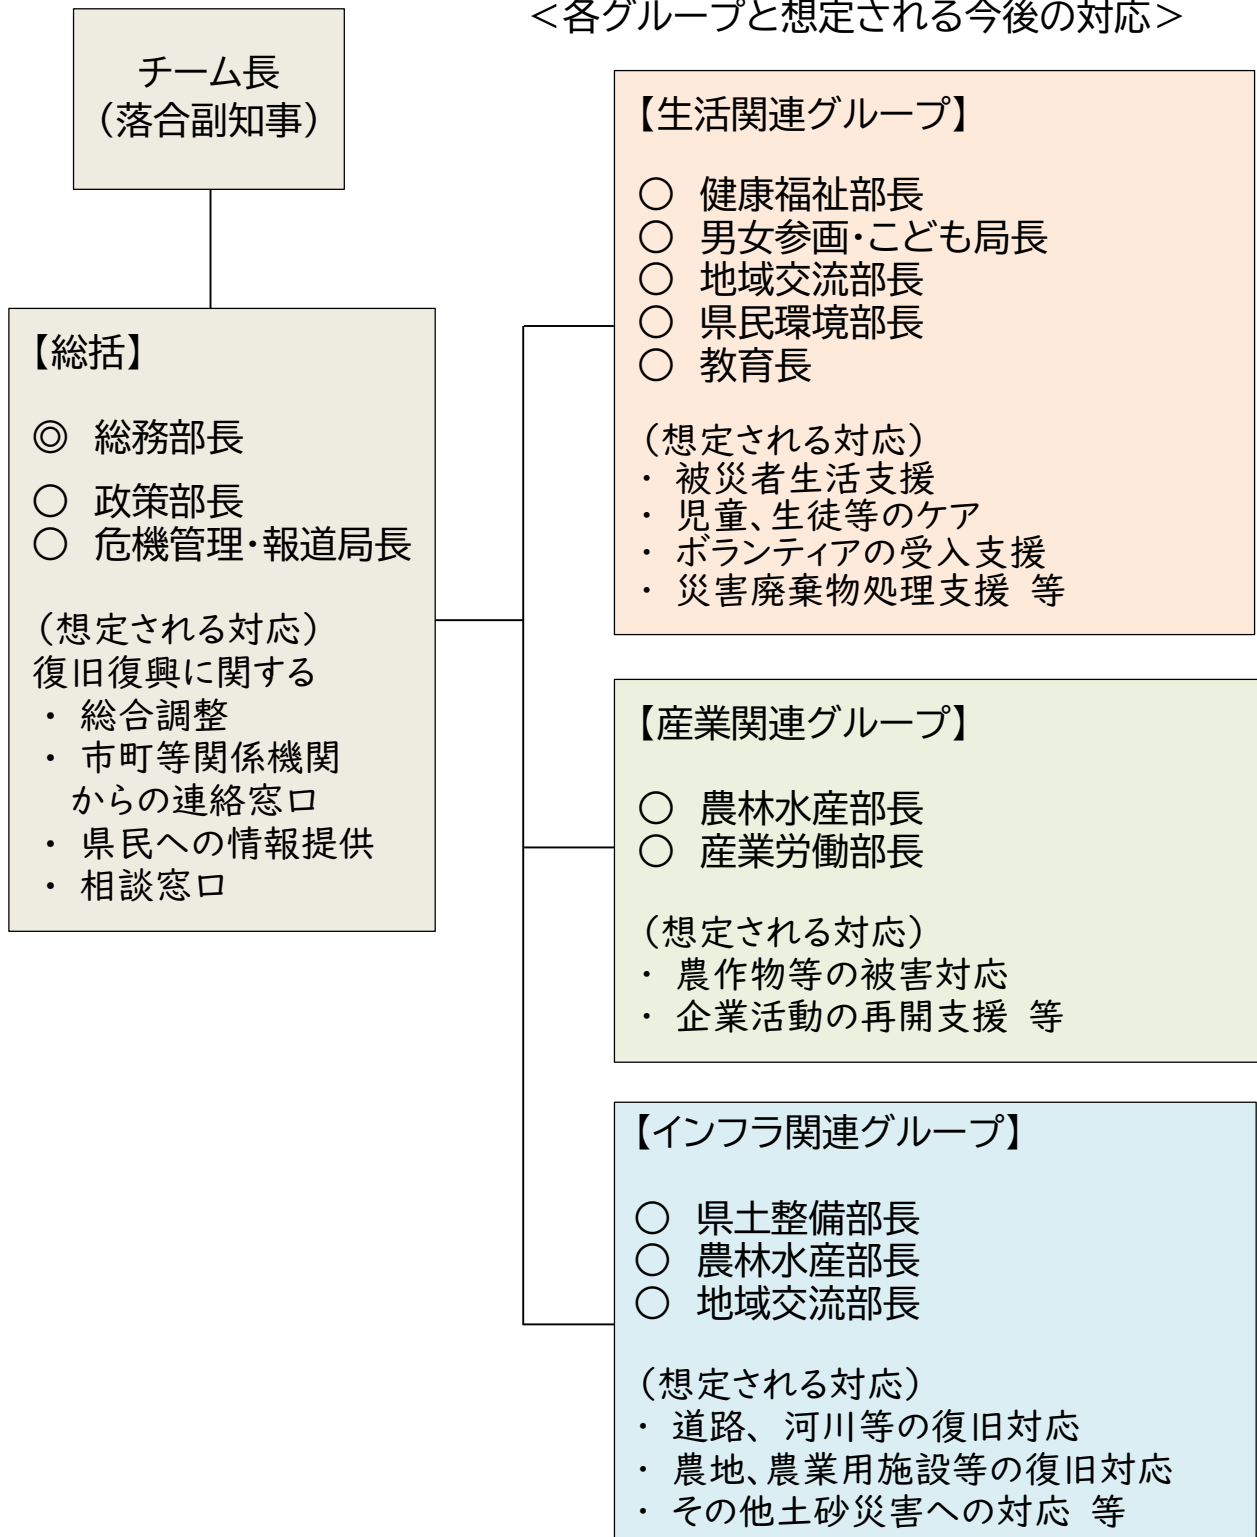 ＜各グループと想定される今後の対応＞
チーム長
（落合副知事）
【総括】
◎ 総務部長
○ 政策部長
○ 危機管理・報道局長
（想定される対応）
復旧復興に関する
・ 総合調整
・ 市町等関係機関
からの連絡窓口
・ 県民への情報提供
・ 相談窓口
【生活関連グループ】
○ 健康福祉部長
○ 男女参画・こども局長
○ 地域交流部長
○ 県民環境部長
○ 教育長
（想定される対応）
・ 被災者生活支援
・ 児童、生徒等のケア
・ ボランティアの受入支援
・ 災害廃棄物処理支援 等
【産業関連グループ】
○ 農林水産部長
○ 産業労働部長
（想定される対応）
・ 農作物等の被害対応
・ 企業活動の再開支援 等
【インフラ関連グループ】
○ 県土整備部長
○ 農林水産部長
○ 地域交流部長
（想定される対応）
・ 道路、河川等の復旧対応
・ 農地、農業用施設等の復旧対応
・ その他土砂災害への対応 等